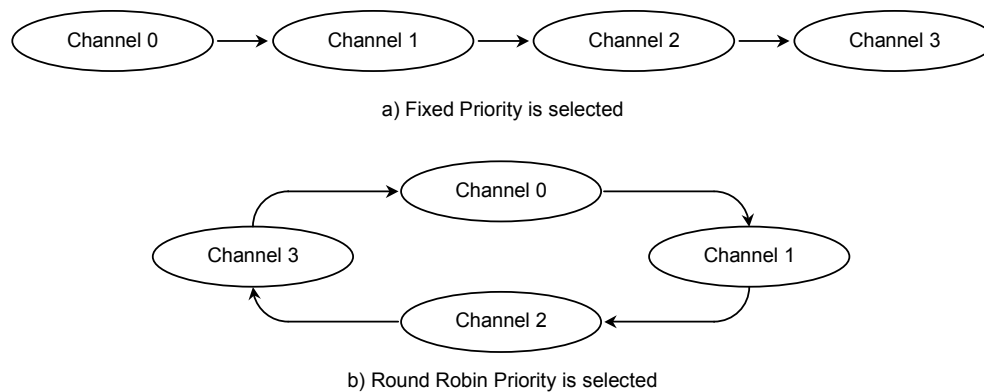 Channel 0
Channel 1
Channel 2
Channel 3
a) Fixed Priority is selected
Channel 0
Channel 3
Channel 1
Channel 2
b) Round Robin Priority is selected